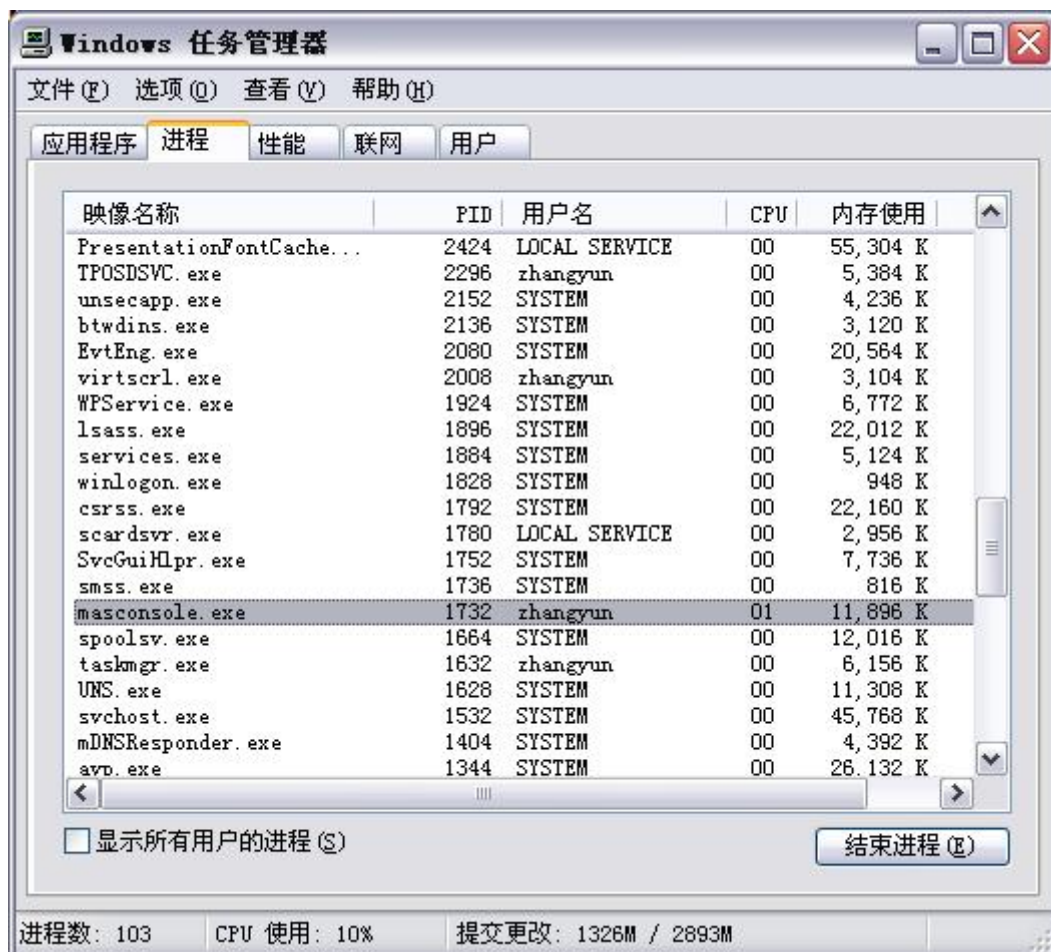 Windows 任务管理器
文件(F) 选项(O) 查看(V) 帮助(H)
应用程序 进程 性能 联网 用户
映像名称 PID 用户名 CPU 内存使用
PresentationFontCache... 2424 LOCAL SERVICE 00 55,304 K
TPOSDSVC.exe 2296 zhangyun 00 5,384 K
unsecapp.exe 2152 SYSTEM 00 4,236 K
btwdins.exe 2136 SYSTEM 00 3,120 K
EvtEng.exe 2080 SYSTEM 00 20,564 K
virtscrl.exe 2008 zhangyun 00 3,104 K
WPService.exe 1924 SYSTEM 00 6,772 K
lsass.exe 1896 SYSTEM 00 22,012 K
services.exe 1884 SYSTEM 00 5,124 K
winlogon.exe 1828 SYSTEM 00 948 K
csrss.exe 1792 SYSTEM 00 22,160 K
scardsvr.exe 1780 LOCAL SERVICE 00 2,956 K
SvcGuiHlpr.exe 1752 SYSTEM 00 7,736 K
smss.exe 1736 SYSTEM 00 816 K
masconsole.exe 1732 zhangyun 01 11,896 K
spoolsv.exe 1664 SYSTEM 00 12,016 K
taskmgr.exe 1632 zhangyun 00 6,156 K
UNS.exe 1628 SYSTEM 00 11,308 K
svchost.exe 1532 SYSTEM 00 45,768 K
mDNSResponder.exe 1404 SYSTEM 00 4,392 K
avp.exe 1344 SYSTEM 00 26,132 K
显示所有用户的进程(S) 结束进程(E)
进程数: 103 CPU 使用: 10% 提交更改: 1326M / 2893M